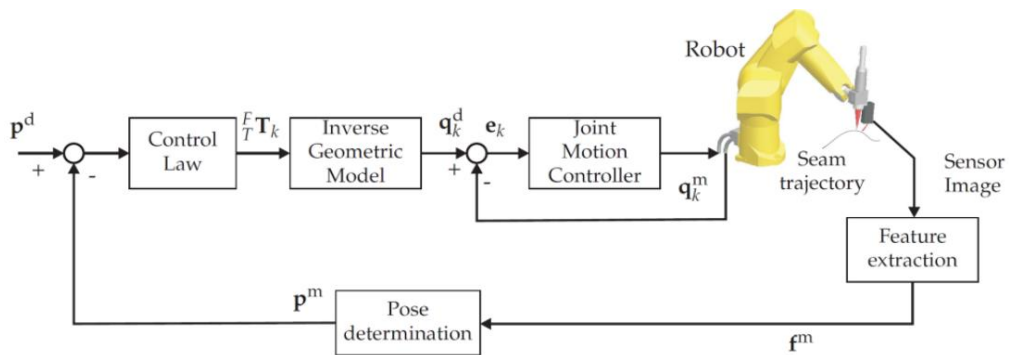 Robot
p^d
+
-
Control
Law
^F_T T_k
Inverse
Geometric
Model
q_k^d
+
-
e_k
Joint
Motion
Controller
q_k^m
Seam
trajectory
Sensor
Image
Feature
extraction
f^m
Pose
determination
p^m